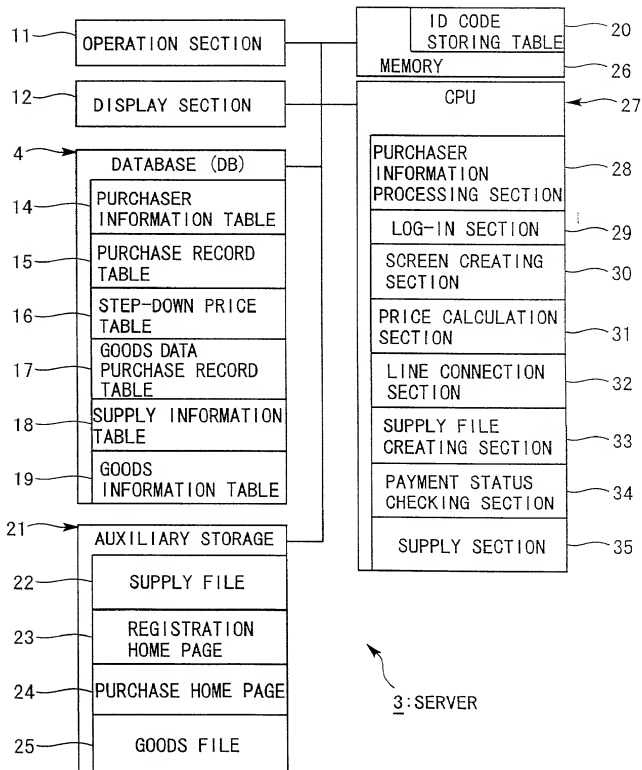 11
OPERATION SECTION
12
DISPLAY SECTION
4
DATABASE (DB)
14
PURCHASER
INFORMATION TABLE
15
PURCHASE RECORD
TABLE
16
STEP-DOWN PRICE
TABLE
17
GOODS DATA
PURCHASE RECORD
TABLE
18
SUPPLY INFORMATION
TABLE
19
GOODS
INFORMATION TABLE
21
AUXILIARY STORAGE
22
SUPPLY FILE
23
REGISTRATION
HOME PAGE
24
PURCHASE HOME PAGE
25
GOODS FILE
ID CODE
STORING TABLE
20
MEMORY
26
CPU
27
PURCHASER
INFORMATION
PROCESSING SECTION
28
LOG-IN SECTION
29
SCREEN CREATING
SECTION
30
PRICE CALCULATION
SECTION
31
LINE CONNECTION
SECTION
32
SUPPLY FILE
CREATING SECTION
33
PAYMENT STATUS
CHECKING SECTION
34
SUPPLY SECTION
35
3:SERVER